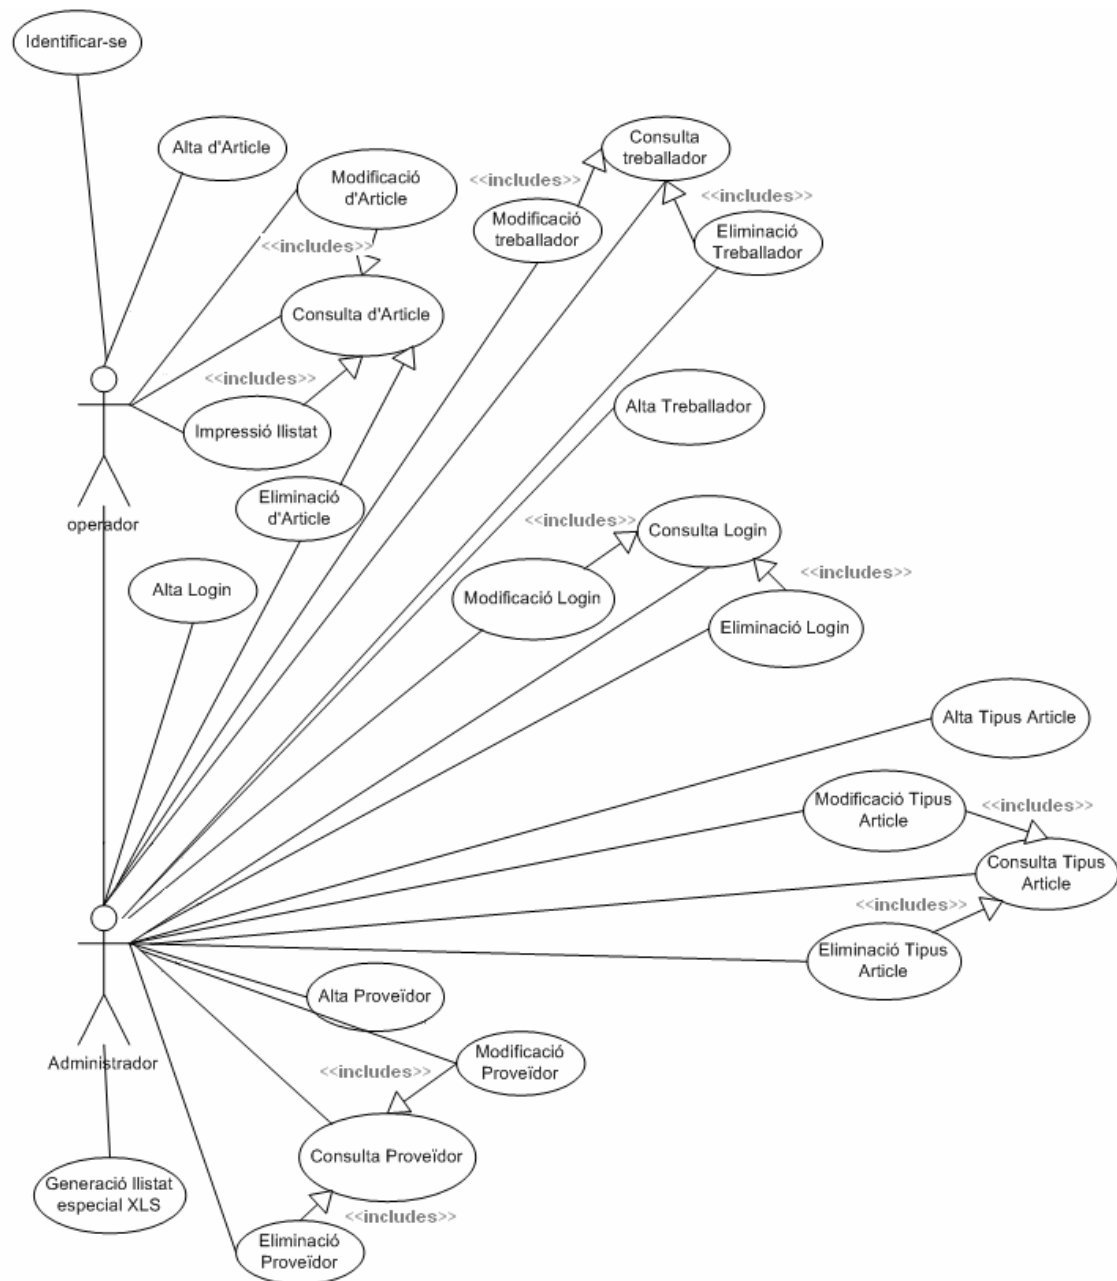 Identificar-se
Alta d'Article
Modificació
d'Article
<<includes>>
Consulta d'Article
<<includes>>
Impressió llistat
Eliminació
d'Article
operador
Consulta
treballador
<<includes>>
Modificació
treballador
<<includes>>
Eliminació
Treballador
Alta Treballador
Alta Login
<<includes>>
Consulta Login
Modificació Login
<<includes>>
Eliminació Login
Alta Tipus Article
Modificació Tipus
Article
<<includes>>
Consulta Tipus
Article
<<includes>>
Eliminació Tipus
Article
Administrador
Alta Proveïdor
Modificació
Proveïdor
<<includes>>
Consulta Proveïdor
<<includes>>
Eliminació
Proveïdor
Generació llistat
especial XLS